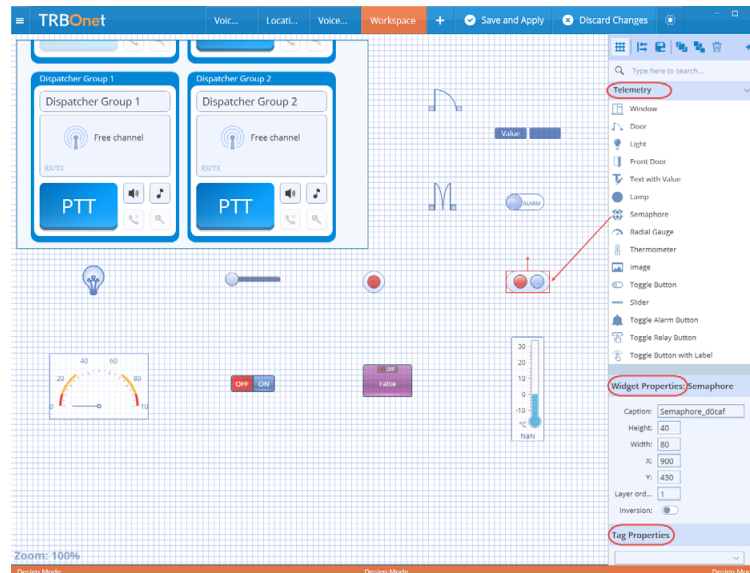 TRBOnet
Voic...
Locati...
Voice...
Workspace
Save and Apply
Discard Changes
Type here to search...
Telemetry
Window
Door
Light
Front Door
Text with Value
Lamp
Semaphore
Radial Gauge
Thermometer
Image
Toggle Button
Slider
Toggle Alarm Button
Toggle Relay Button
Toggle Button with Label
Dispatcher Group 1
Dispatcher Group 1
Free channel
RX/TX
PTT
Dispatcher Group 2
Dispatcher Group 2
Free channel
RX/TX
PTT
Value
ALARM
40 60
20 80
0 10
OFF ON
OFF
False
30
20
10
0
-10
°C
NaN
Widget Properties: Semaphore
Caption: Semaphore_d0caf
Height: 40
Width: 80
X: 900
Y: 430
Layer ord... 1
Inversion:
Tag Properties
Zoom: 100%
Design Mode
Design Mode
Design Mo